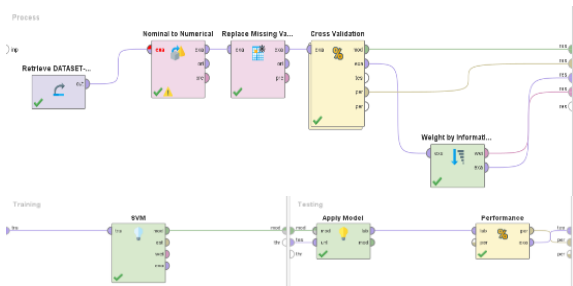 Process
inp
Nominal to Numerical
Replace Missing Va...
Cross Validation
Retrieve DATASET-...
out
exa
exa
ori
pre
exa
exa
ori
pre
exa
mod
exa
tes
per
per
res
res
res
res
res
Weight by Informati...
exa
wei
exa
Training
Testing
SVM
tra
tra
mod
est
wei
exa
mod
thr
Apply Model
mod
tes
thr
mod
unl
lab
mod
Performance
lab
per
per
exa
tes
per
per